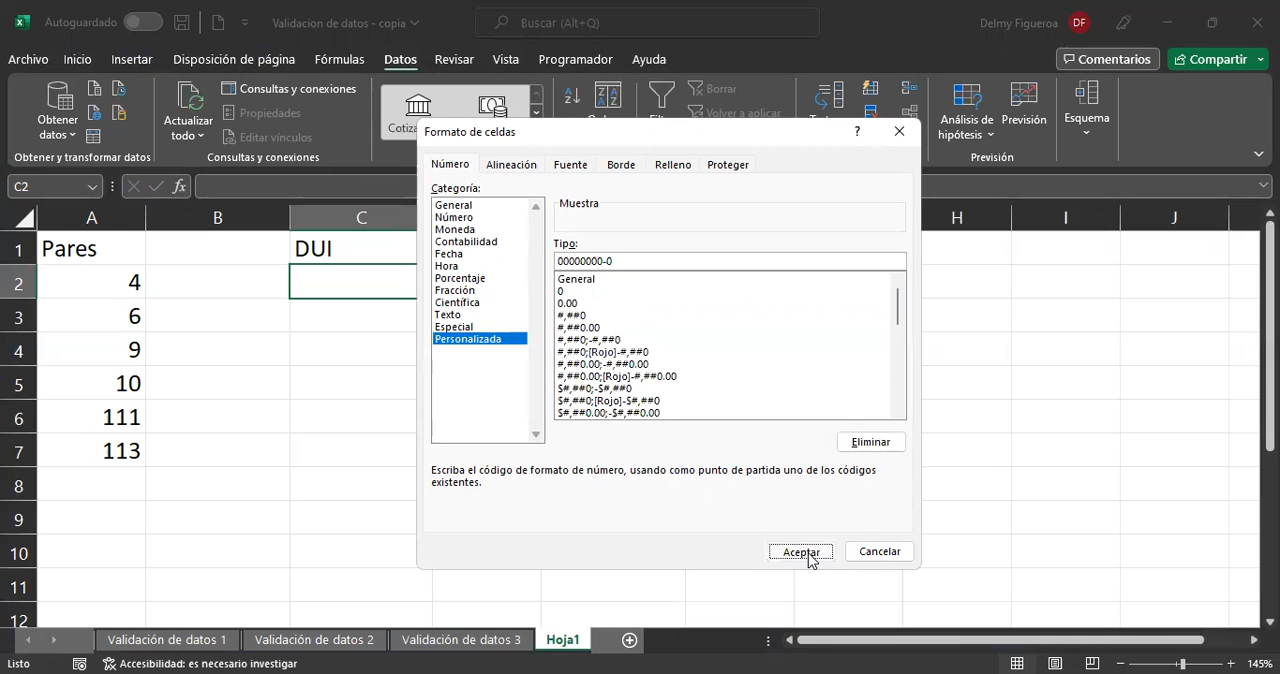 Autoguardado
Validacion de datos - copia
Buscar (Alt+Q)
Delmy Figueroa
DF
Archivo
Inicio
Insertar
Disposición de página
Fórmulas
Datos
Revisar
Vista
Programador
Ayuda
Comentarios
Compartir
Obtener
datos
Obtener y transformar datos
Actualizar
todo
Consultas y conexiones
Propiedades
Editar vínculos
Consultas y conexiones
Borrar
Volver a aplicar
Análisis de
hipótesis
Previsión
Previsión
Esquema
C2
fx
A B C H I J
1 Pares DUI
2 4
3 6
4 9
5 10
6 111
7 113
8
9
10
11
12
Formato de celdas
?
Número Alineación Fuente Borde Relleno Proteger
Categoría:
General
Número
Moneda
Contabilidad
Fecha
Hora
Porcentaje
Fracción
Científica
Texto
Especial
Personalizada
Muestra
Tipo:
00000000-0
General
0
0.00
#,##0
#,##0.00
#,##0;-#,##0
#,##0;[Rojo]-#,##0
#,##0.00;-#,##0.00
#,##0.00;[Rojo]-#,##0.00
$#,##0;-$#,##0
$#,##0;[Rojo]-$#,##0
$#,##0.00;-$#,##0.00
Eliminar
Escriba el código de formato de número, usando como punto de partida uno de los códigos
existentes.
Aceptar
Cancelar
Validación de datos 1
Validación de datos 2
Validación de datos 3
Hoja1
Listo
Accesibilidad: es necesario investigar
145%